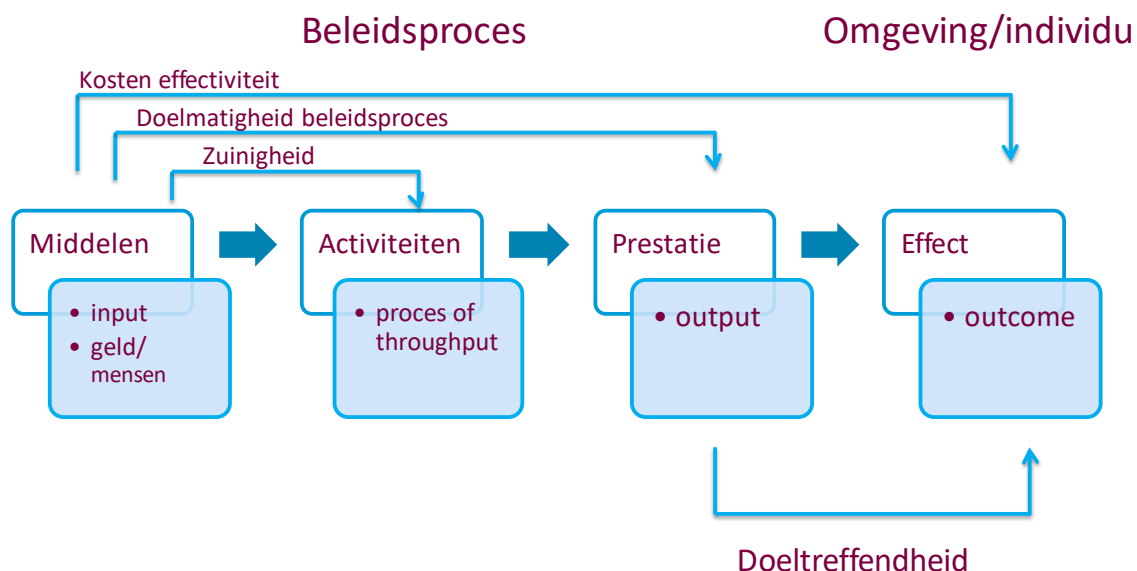 Beleidsproces
Omgeving/individu
Kosten effectiviteit
Doelmatigheid beleidsproces
Zuinigheid
Middelen
• input
• geld/
mensen
Activiteiten
• proces of
throughput
Prestatie
• output
Effect
• outcome
Doeltreffendheid